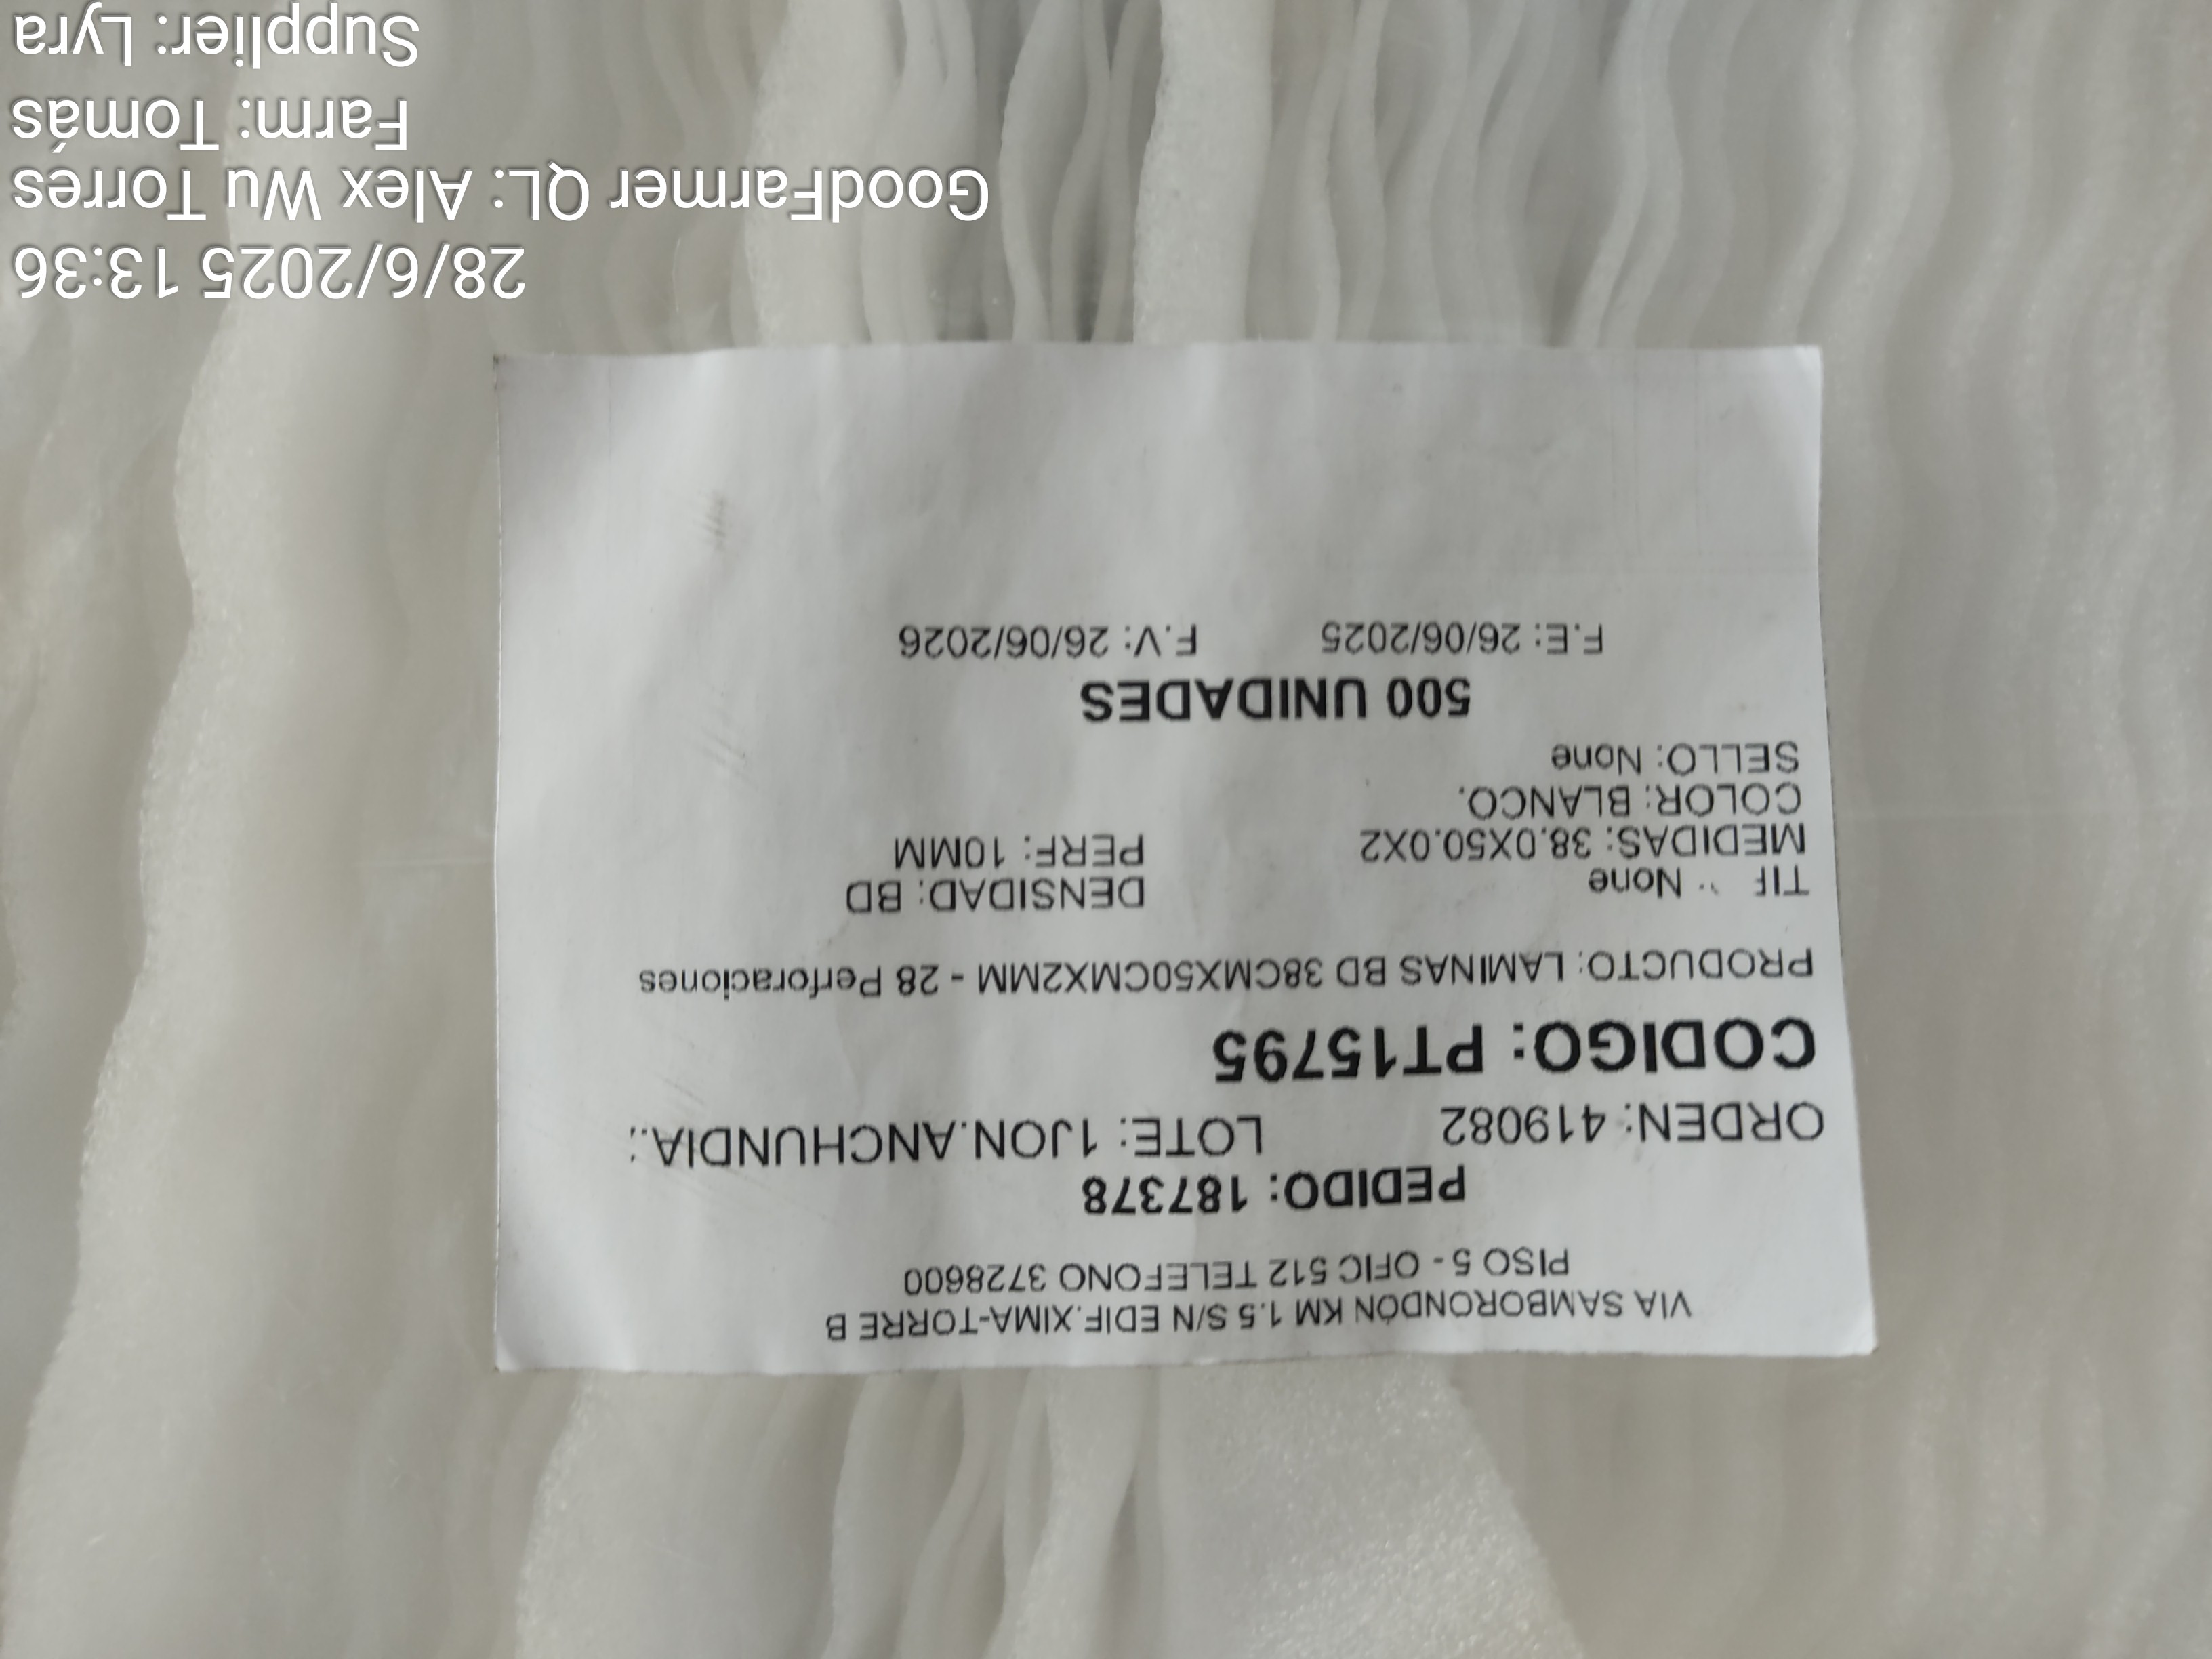 VIA SAMBORONDÓN KM 1.5 S/N EDIF.XIMA-TORRE B
PISO 5 - OFIC 512 TELEFONO 3728600
PEDIDO: 187378
ORDEN: 419082 LOTE: 1JON.ANCHUNDIA.
CODIGO: PT15795
PRODUCTO: LAMINAS BD 38CMX50CMX2MM - 28 Perforaciones
None DENSIDAD: BD
MEDIDAS: 38.0X50.0X2 PERF: 10MM
COLOR: BLANCO.
SELLO: None
500 UNIDADES
F.E: 26/06/2025 F.V: 26/06/2026
28/6/2025 13:36
GoodFarmer QL: Alex Wu Torres
Farm: Tomás
Supplier: Lyra